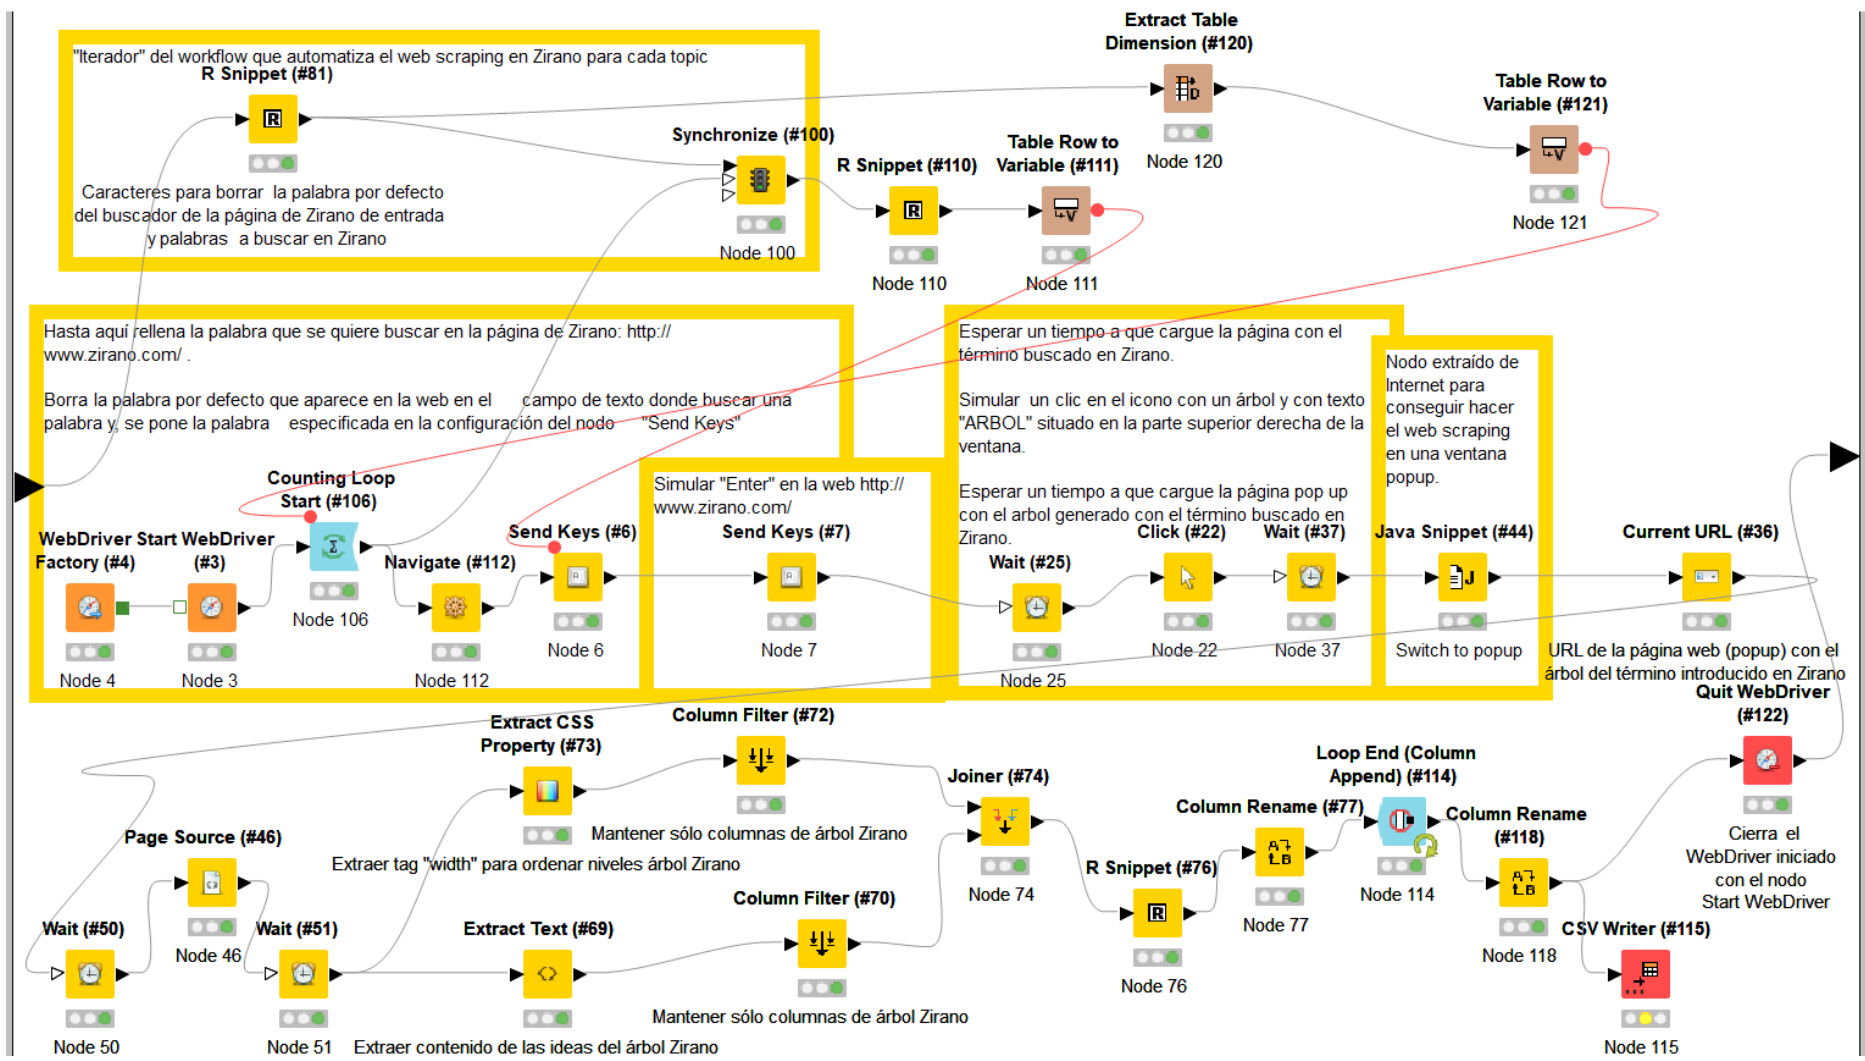 "Iterador" del workflow que automatiza el web scraping en Zirano para cada topic
R Snippet (#81)
Caracteres para borrar  la palabra por defecto
del buscador de la página de Zirano de entrada
y palabras  a buscar en Zirano
Synchronize (#100)
Node 100
R Snippet (#110)
Node 110
Table Row to
Variable (#111)
Node 111
Extract Table
Dimension (#120)
Node 120
Table Row to
Variable (#121)
Node 121
Hasta aquí rellena la palabra que se quiere buscar en la página de Zirano: http://
www.zirano.com/ .
Borra la palabra por defecto que aparece en la web en el      campo de texto donde buscar una
palabra y, se pone la palabra    especificada en la configuración del nodo      "Send Keys"
WebDriver
Factory (#4)
Node 4
Start WebDriver
(#3)
Node 3
Counting Loop
Start (#106)
Node 106
Navigate (#112)
Node 112
Send Keys (#6)
Node 6
Simular "Enter" en la web http://
www.zirano.com/
Send Keys (#7)
Node 7
Esperar un tiempo a que cargue la página con el
término buscado en Zirano.
Simular  un clic en el icono con un árbol y con texto
"ARBOL" situado en la parte superior derecha de la
ventana.
Esperar un tiempo a que cargue la página pop up
con el arbol generado con el término buscado en
Zirano.
Wait (#25)
Node 25
Click (#22)
Node 22
Wait (#37)
Node 37
Nodo extraído de
Internet para
conseguir hacer
el web scraping
en una ventana
popup.
Java Snippet (#44)
J
Switch to popup
Current URL (#36)
URL de la página web (popup) con el
árbol del término introducido en Zirano
Wait (#50)
Node 50
Page Source (#46)
Node 46
Wait (#51)
Node 51
Extract CSS
Property (#73)
Extraer tag "width" para ordenar niveles árbol Zirano
Column Filter (#72)
Mantener sólo columnas de árbol Zirano
Extract Text (#69)
Extraer contenido de las ideas del árbol Zirano
Column Filter (#70)
Mantener sólo columnas de árbol Zirano
Joiner (#74)
Node 74
R Snippet (#76)
Node 76
Column Rename (#77)
Node 77
Loop End (Column
Append) (#114)
Node 114
Column Rename
(#118)
Node 118
Quit WebDriver
(#122)
Cierra  el
WebDriver iniciado
con el nodo
Start WebDriver
CSV Writer (#115)
Node 115